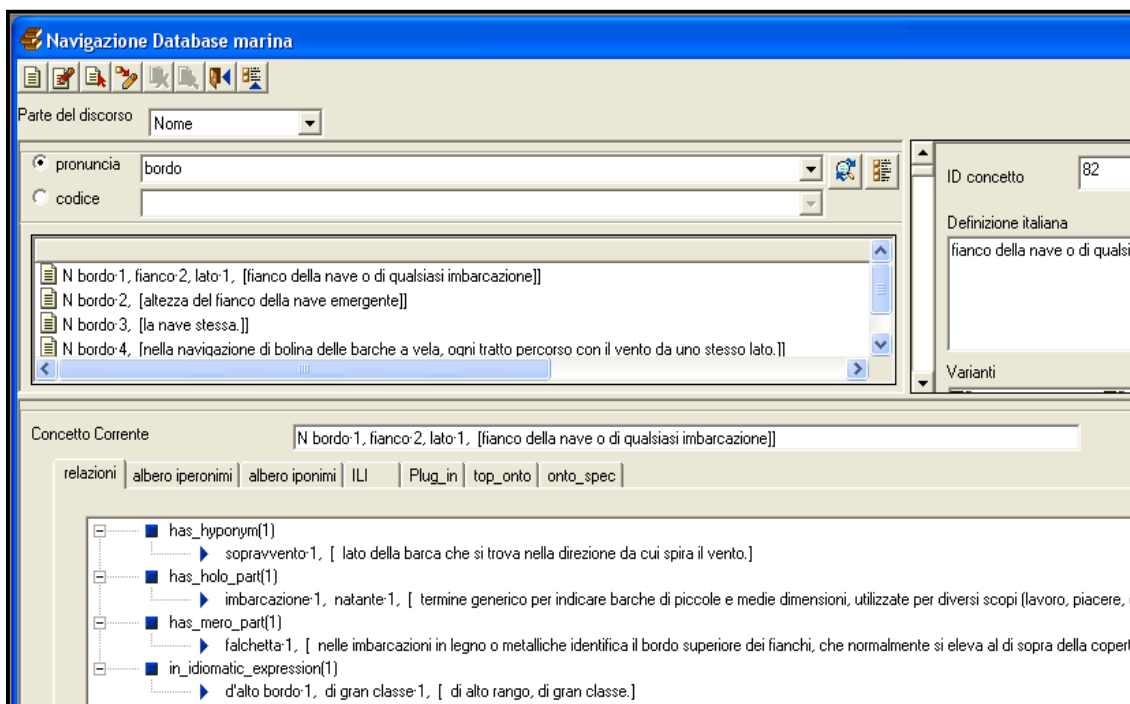 Navigazione Database marina
Parte del discorso Nome
pronuncia bordo
codice
N bordo·1, fianco·2, lato·1, [fianco della nave o di qualsiasi imbarcazione]]
N bordo·2, [altezza del fianco della nave emergente]]
N bordo·3, [la nave stessa.]]
N bordo·4, [nella navigazione di bolina delle barche a vela, ogni tratto percorso con il vento da uno stesso lato.]]
ID concetto 82
Definizione italiana
fianco della nave o di qualsi
Varianti
Concetto Corrente N bordo·1, fianco·2, lato·1, [fianco della nave o di qualsiasi imbarcazione]]
relazioni albero iperonimi albero iponimi ILI Plug_in top_onto onto_spec
has_hyponym(1)
sopravvento·1, [ lato della barca che si trova nella direzione da cui spira il vento.]
has_holo_part(1)
imbarcazione·1, natante·1, [ termine generico per indicare barche di piccole e medie dimensioni, utilizzate per diversi scopi (lavoro, piacere,
has_mero_part(1)
falchetta·1, [ nelle imbarcazioni in legno o metalliche identifica il bordo superiore dei fianchi, che normalmente si eleva al di sopra della copert
in_idiomatic_expression(1)
d'alto bordo·1, di gran classe·1, [ di alto rango, di gran classe.]